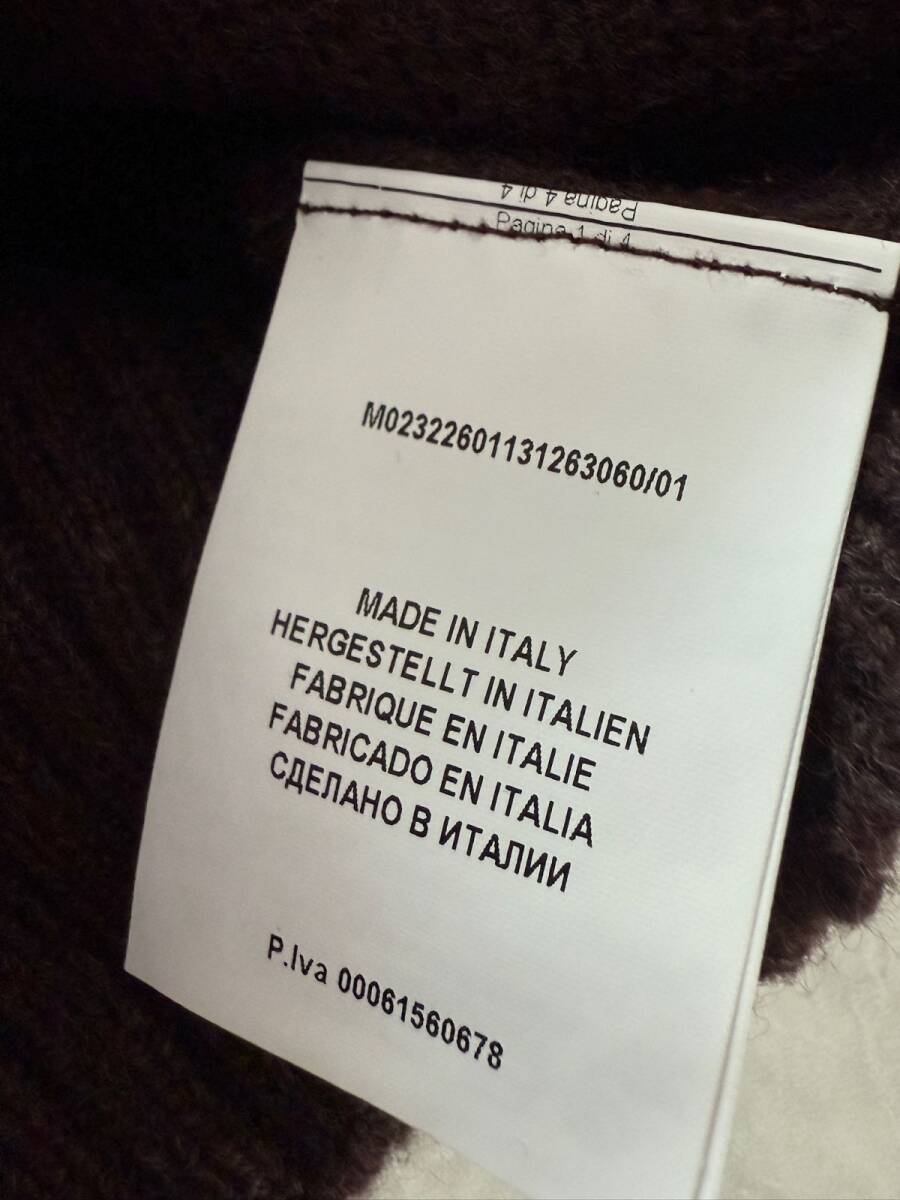 Pagina 4 di 4
Pagina 1 di 4
M02322601131263060/01
MADE IN ITALY
HERGESTELLT IN ITALIEN
FABRIQUE EN ITALIE
FABRICADO EN ITALIA
СДЕЛАНО В ИТАЛИИ
P.Iva 00061560678